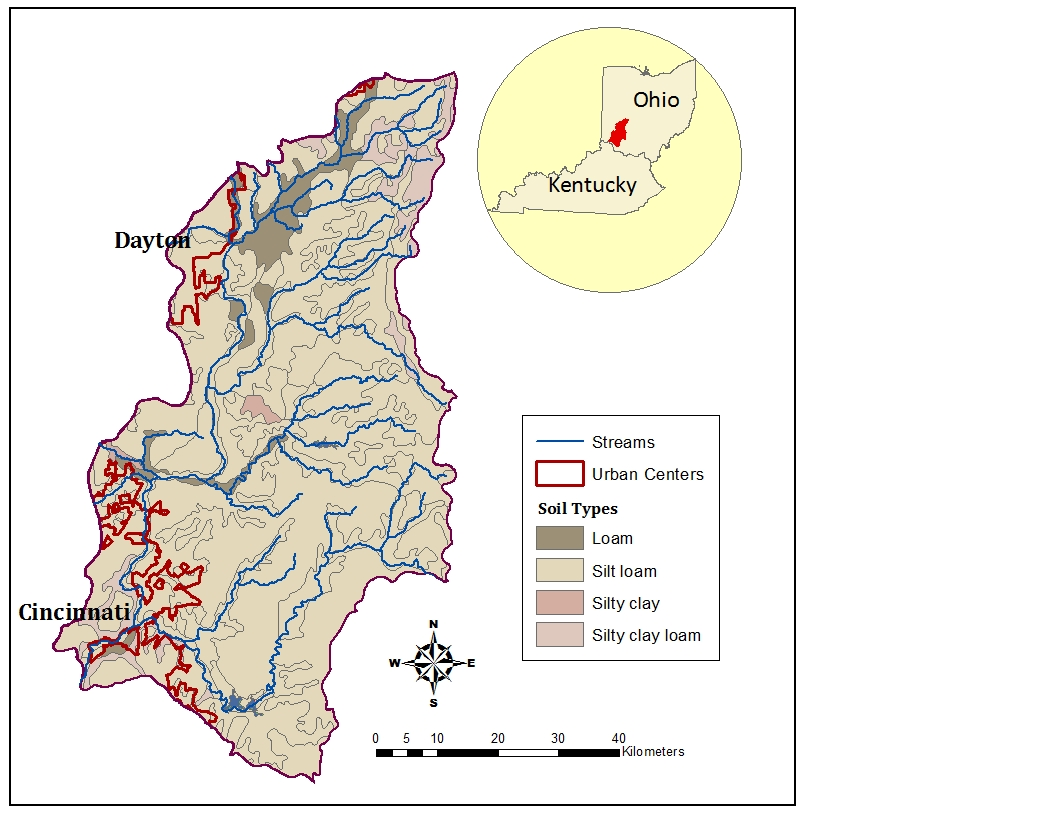 Ohio
Kentucky
Dayton
Streams
Urban Centers
Soil Types
Loam
Silt loam
Silty clay
Silty clay loam
Cincinnati
N
W E
S
0 5 10 20 30 40
Kilometers